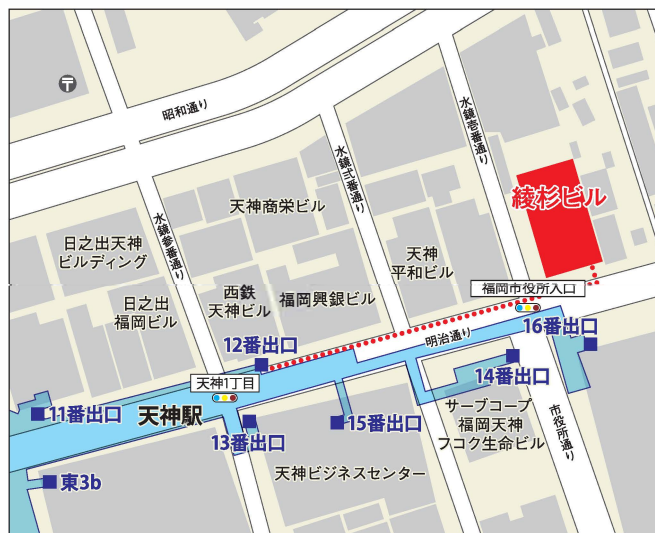 昭和通り
水鏡壱番通り
水鏡弐番通り
水鏡参番通り
綾杉ビル
天神商栄ビル
日之出天神
ビルディング
天神
平和ビル
西鉄
天神ビル
福岡興銀ビル
日之出
福岡ビル
福岡市役所入口
明治通り
16番出口
12番出口
14番出口
天神1丁目
11番出口
天神駅
13番出口
15番出口
サーブコープ
福岡天神
フコク生命ビル
市役所通り
天神ビジネスセンター
東3b